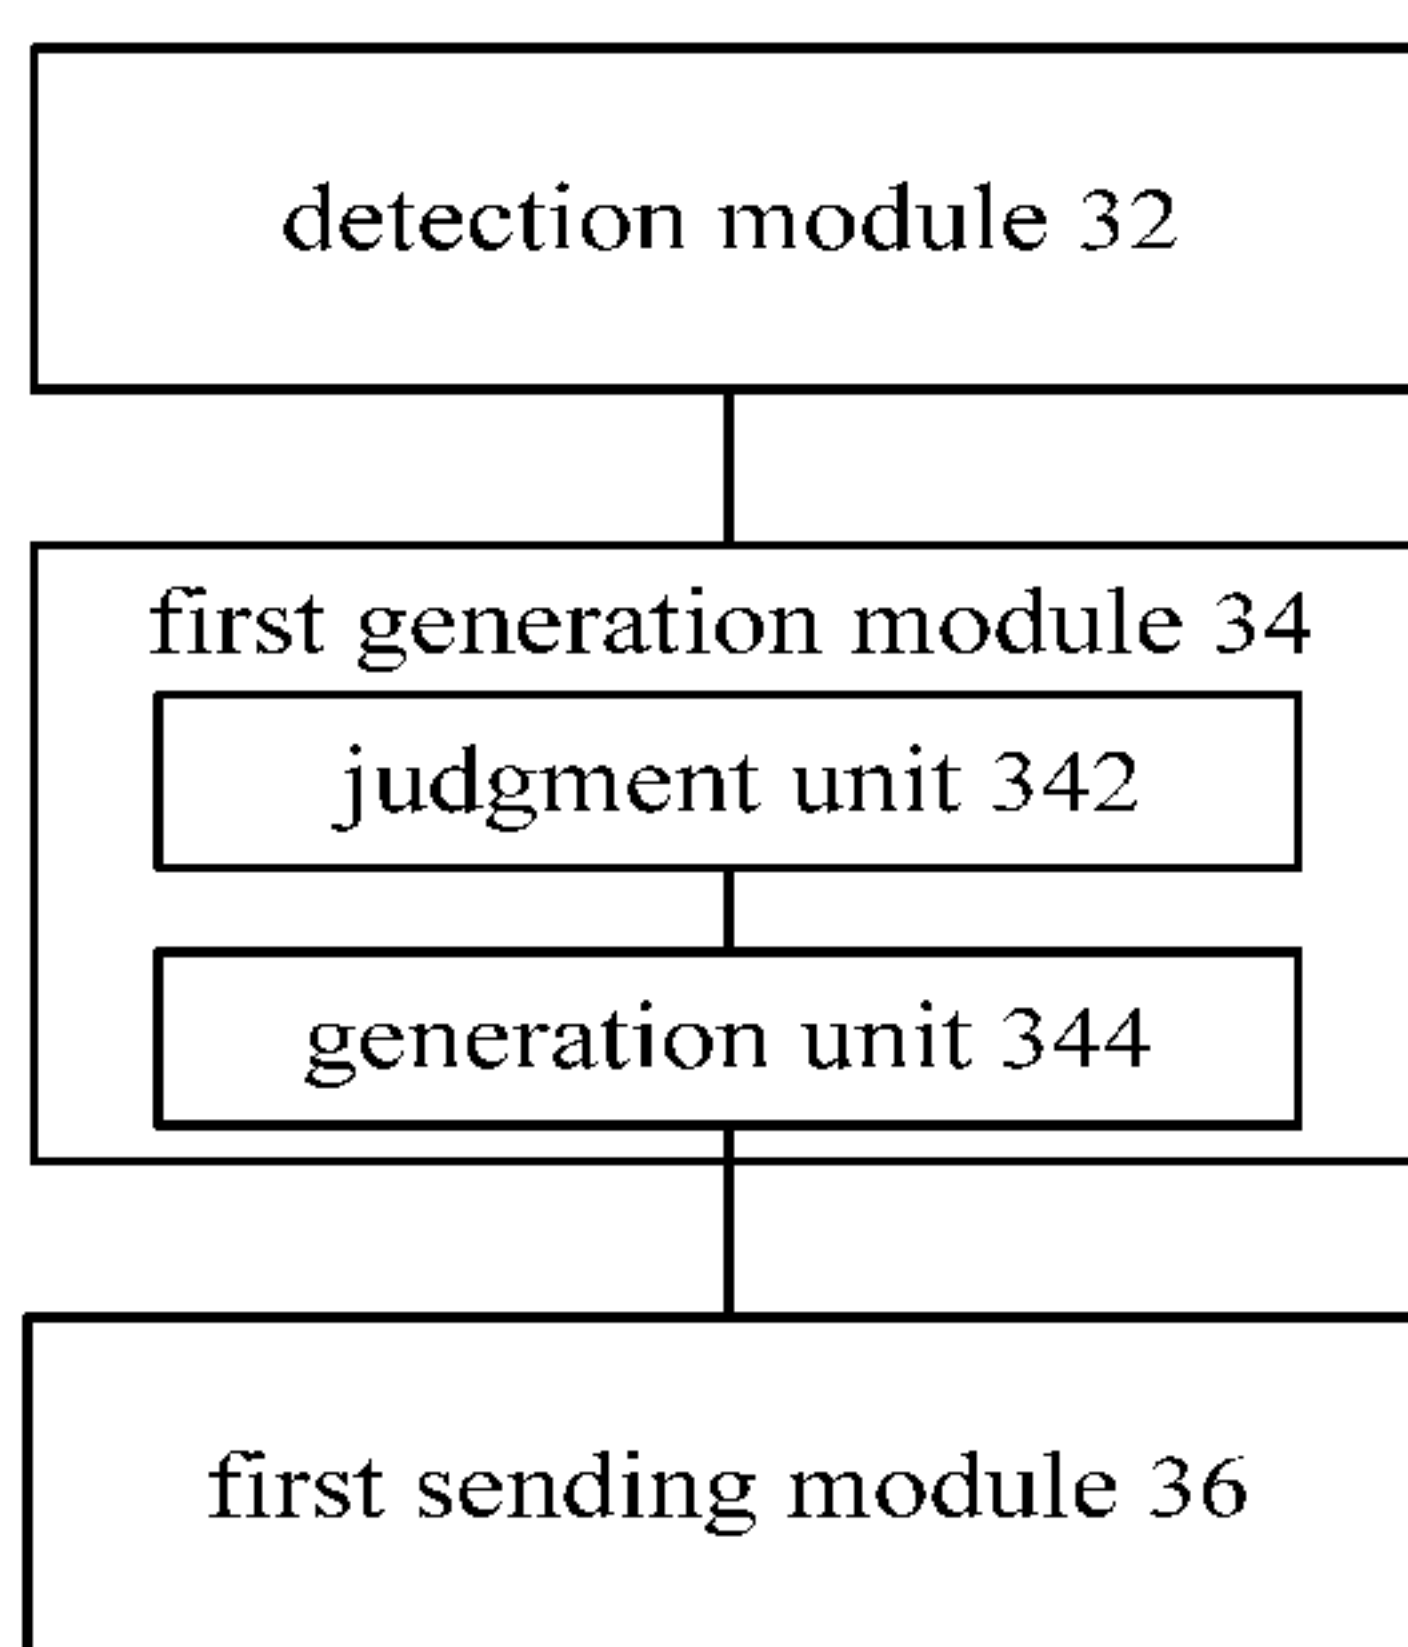 detection module 32
first generation module 34
judgment unit 342
generation unit 344
first sending module 36